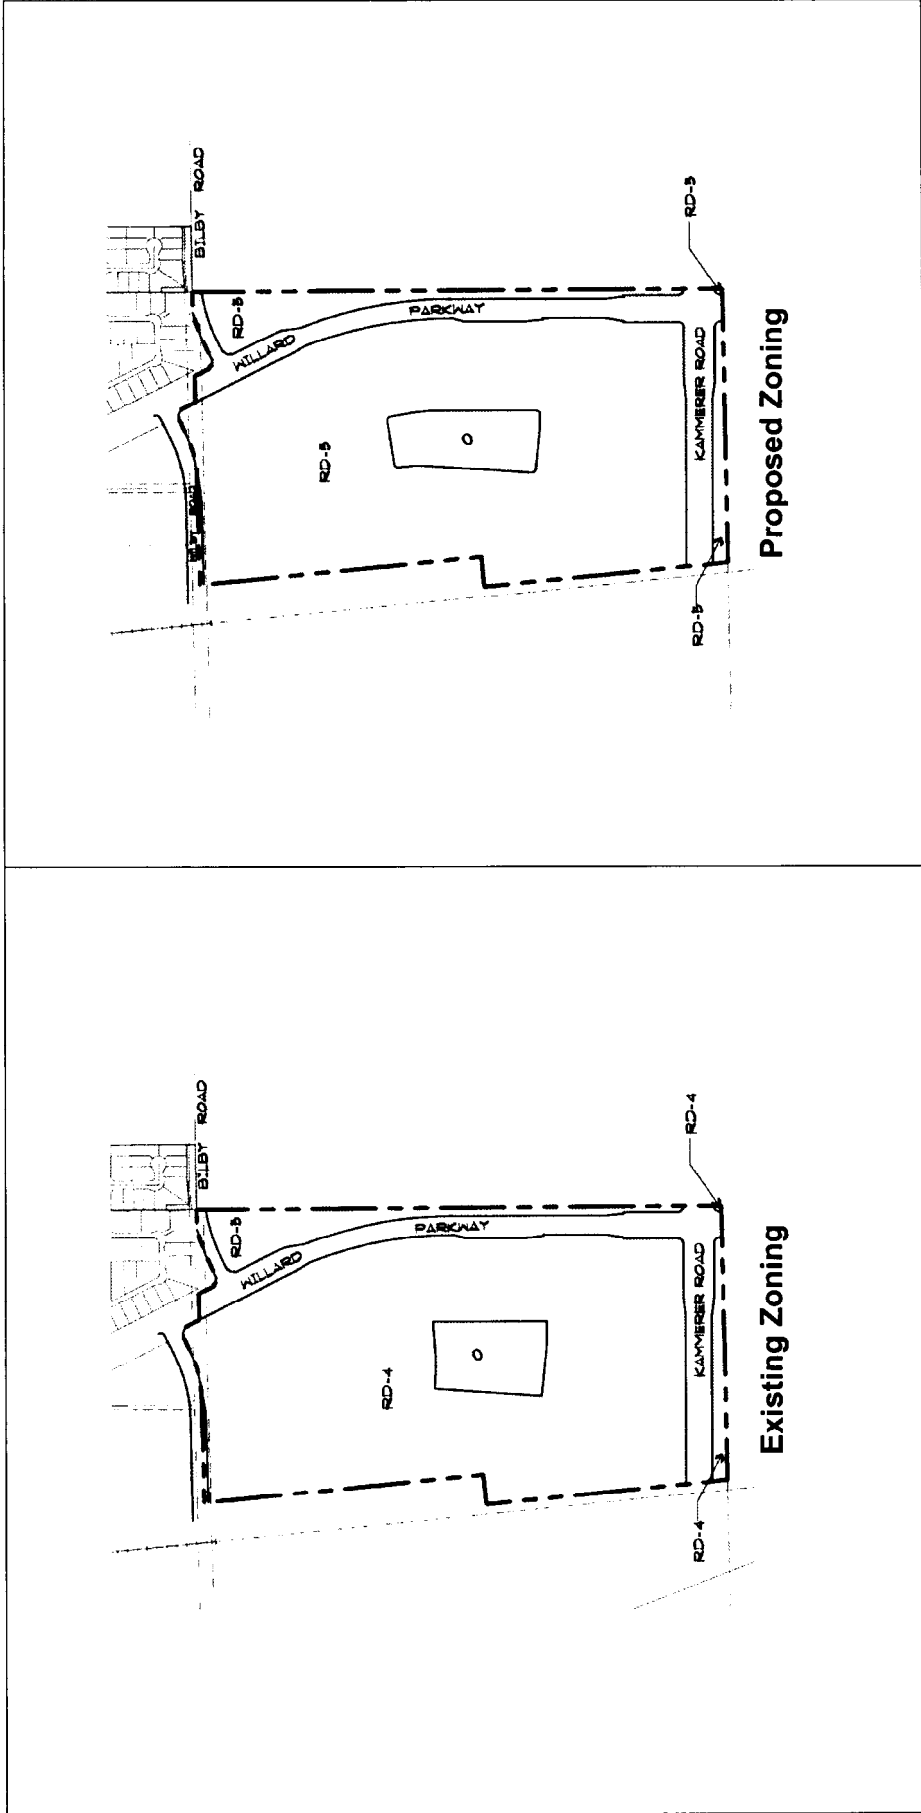 BILBY ROAD
RD-5
WILLARD
PARKWAY
RD-4
O
KAMMERER ROAD
RD-4
RD-4
Existing Zoning
BILBY ROAD
RD-5
WILLARD
PARKWAY
RD-5
O
KAMMERER ROAD
RD-5
RD-5
Proposed Zoning